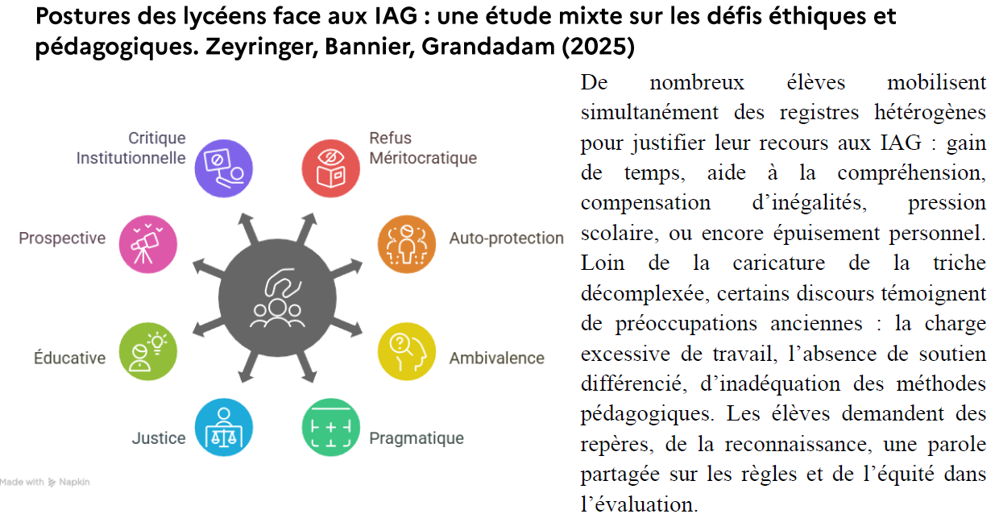 Postures des lycéens face aux IAG : une étude mixte sur les défis éthiques et
pédagogiques. Zeyringer, Bannier, Grandadam (2025)
Critique
Institutionnelle
Refus
Méritocratique
Prospective
Auto-protection
Éducative
Ambivalence
Justice
Pragmatique
Made with Napkin
De nombreux élèves mobilisent
simultanément des registres hétérogènes
pour justifier leur recours aux IAG : gain
de temps, aide à la compréhension,
compensation d’inégalités, pression
scolaire, ou encore épuisement personnel.
Loin de la caricature de la triche
décomplexée, certains discours témoignent
de préoccupations anciennes : la charge
excessive de travail, l’absence de soutien
différencié, d’inadéquation des méthodes
pédagogiques. Les élèves demandent des
repères, de la reconnaissance, une parole
partagée sur les règles et de l’équité dans
l’évaluation.